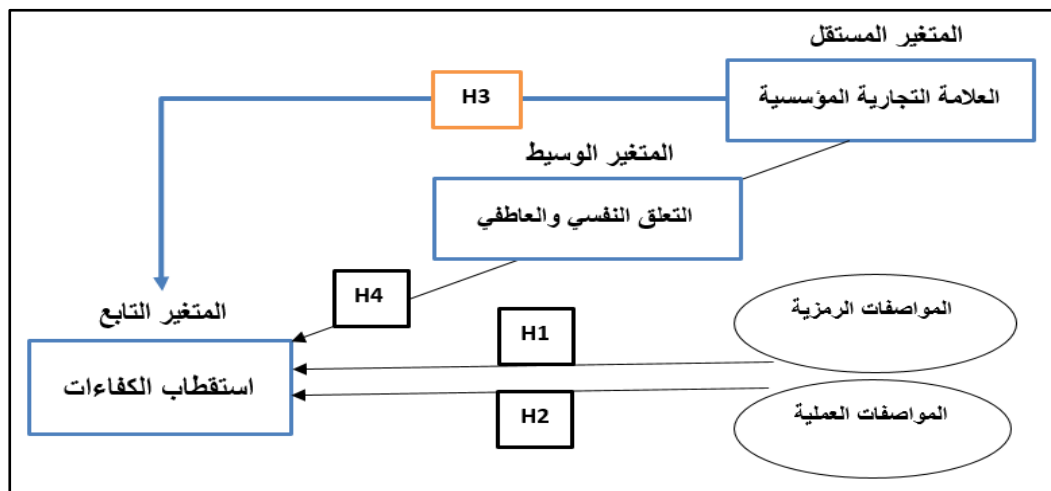 المتغير المستقل
العلامة التجارية المؤسسية
H3
المتغير الوسيط
التعلق النفسي والعاطفي
H4
المتغير التابع
استقطاب الكفاءات
المواصفات الرمزية
H1
المواصفات العملية
H2